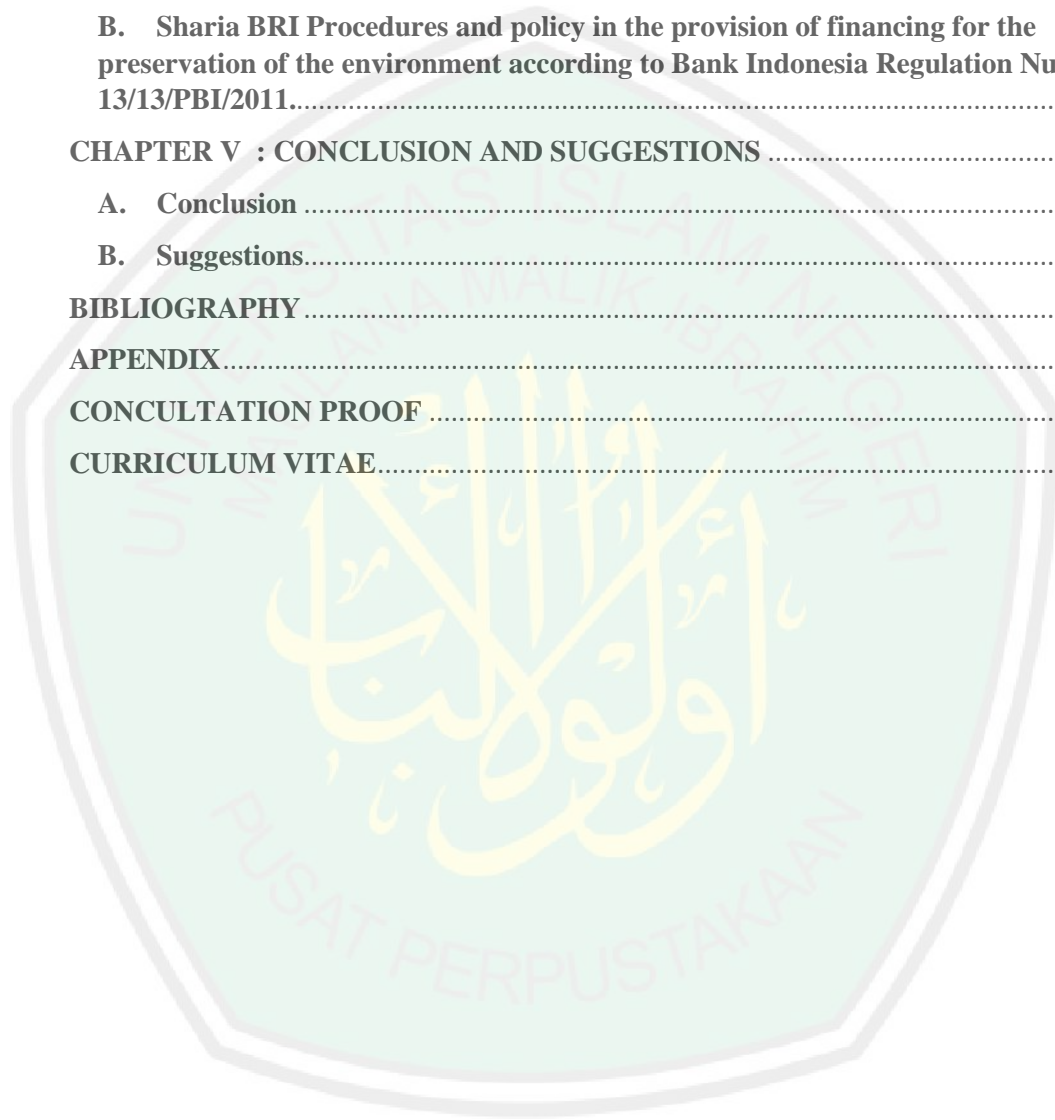 B. Sharia BRI Procedures and policy in the provision of financing for the
preservation of the environment according to Bank Indonesia Regulation Nu
13/13/PBI/2011.
CHAPTER V : CONCLUSION AND SUGGESTIONS
A. Conclusion
B. Suggestions
BIBLIOGRAPHY
APPENDIX
CONCULTATION PROOF
CURRICULUM VITAE
UNIVERSITAS ISLAM NEGERI
MAULANA MALIK IBRAHIM
أولوا الألباب
PUSAT PERPUSTAKAAN